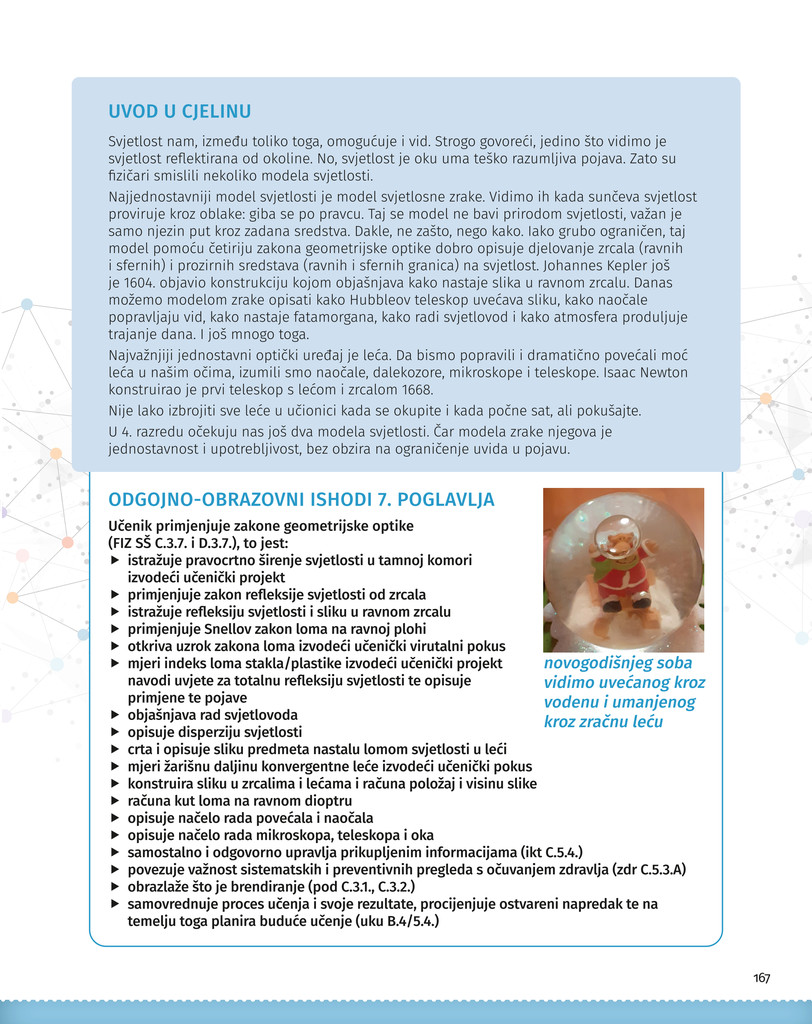 UVOD U CJELINU
Svjetlost nam, između toliko toga, omogućuje i vid. Strogo govoreći, jedino što vidimo je
svjetlost reflektirana od okoline. No, svjetlost je oku uma teško razumljiva pojava. Zato su
fizičari smislili nekoliko modela svjetlosti.
Najjednostavniji model svjetlosti je model svjetlosne zrake. Vidimo ih kada sunčeva svjetlost
proviruje kroz oblake: giba se po pravcu. Taj se model ne bavi prirodom svjetlosti, važan je
samo njezin put kroz zadana sredstva. Dakle, ne zašto, nego kako. Iako grubo ograničen, taj
model pomoću četiriju zakona geometrijske optike dobro opisuje djelovanje zrcala (ravnih
i sfernih) i prozirnih sredstava (ravnih i sfernih granica) na svjetlost. Johannes Kepler još
je 1604. objavio konstrukciju kojom objašnjava kako nastaje slika u ravnom zrcalu. Danas
možemo modelom zrake opisati kako Hubbleov teleskop uvećava sliku, kako naočale
popravljaju vid, kako nastaje fatamorgana, kako radi svjetlovod i kako atmosfera produljuje
trajanje dana. I još mnogo toga.
Najvažnjiji jednostavni optički uređaj je leća. Da bismo popravili i dramatično povećali moć
leća u našim očima, izumili smo naočale, dalekozore, mikroskope i teleskope. Isaac Newton
konstruirao je prvi teleskop s lećom i zrcalom 1668.
Nije lako izbrojiti sve leće u učionici kada se okupite i kada počne sat, ali pokušajte.
U 4. razredu očekuju nas još dva modela svjetlosti. Čar modela zrake njegova je
jednostavnost i upotrebljivost, bez obzira na ograničenje uvida u pojavu.
ODGOJNO-OBRAZOVNI ISHODI 7. POGLAVLJA
Učenik primjenjuje zakone geometrijske optike
(FIZ SŠ C.3.7. i D.3.7.), to jest:
▶ istražuje pravocrtno širenje svjetlosti u tamnoj komori
izvodeći učenički projekt
▶ primjenjuje zakon refleksije svjetlosti od zrcala
▶ istražuje refleksiju svjetlosti i sliku u ravnom zrcalu
▶ primjenjuje Snellov zakon loma na ravnoj plohi
▶ otkriva uzrok zakona loma izvodeći učenički virutalni pokus
▶ mjeri indeks loma stakla/plastike izvodeći učenički projekt
navodi uvjete za totalnu refleksiju svjetlosti te opisuje
primjene te pojave
▶ objašnjava rad svjetlovoda
▶ opisuje disperziju svjetlosti
▶ crta i opisuje sliku predmeta nastalu lomom svjetlosti u leći
▶ mjeri žarišnu daljinu konvergentne leće izvodeći učenički pokus
▶ konstruira sliku u zrcalima i lećama i računa položaj i visinu slike
▶ računa kut loma na ravnom dioptru
▶ opisuje načelo rada povećala i naočala
▶ opisuje načelo rada mikroskopa, teleskopa i oka
▶ samostalno i odgovorno upravlja prikupljenim informacijama (ikt C.5.4.)
▶ povezuje važnost sistematskih i preventivnih pregleda s očuvanjem zdravlja (zdr C.5.3.A)
▶ obrazlaže što je brendiranje (pod C.3.1., C.3.2.)
▶ samovrednuje proces učenja i svoje rezultate, procijenjuje ostvareni napredak te na
temelju toga planira buduće učenje (uku B.4/5.4.)
novogodišnjeg soba
vidimo uvećanog kroz
vodenu i umanjenog
kroz zračnu leću
167